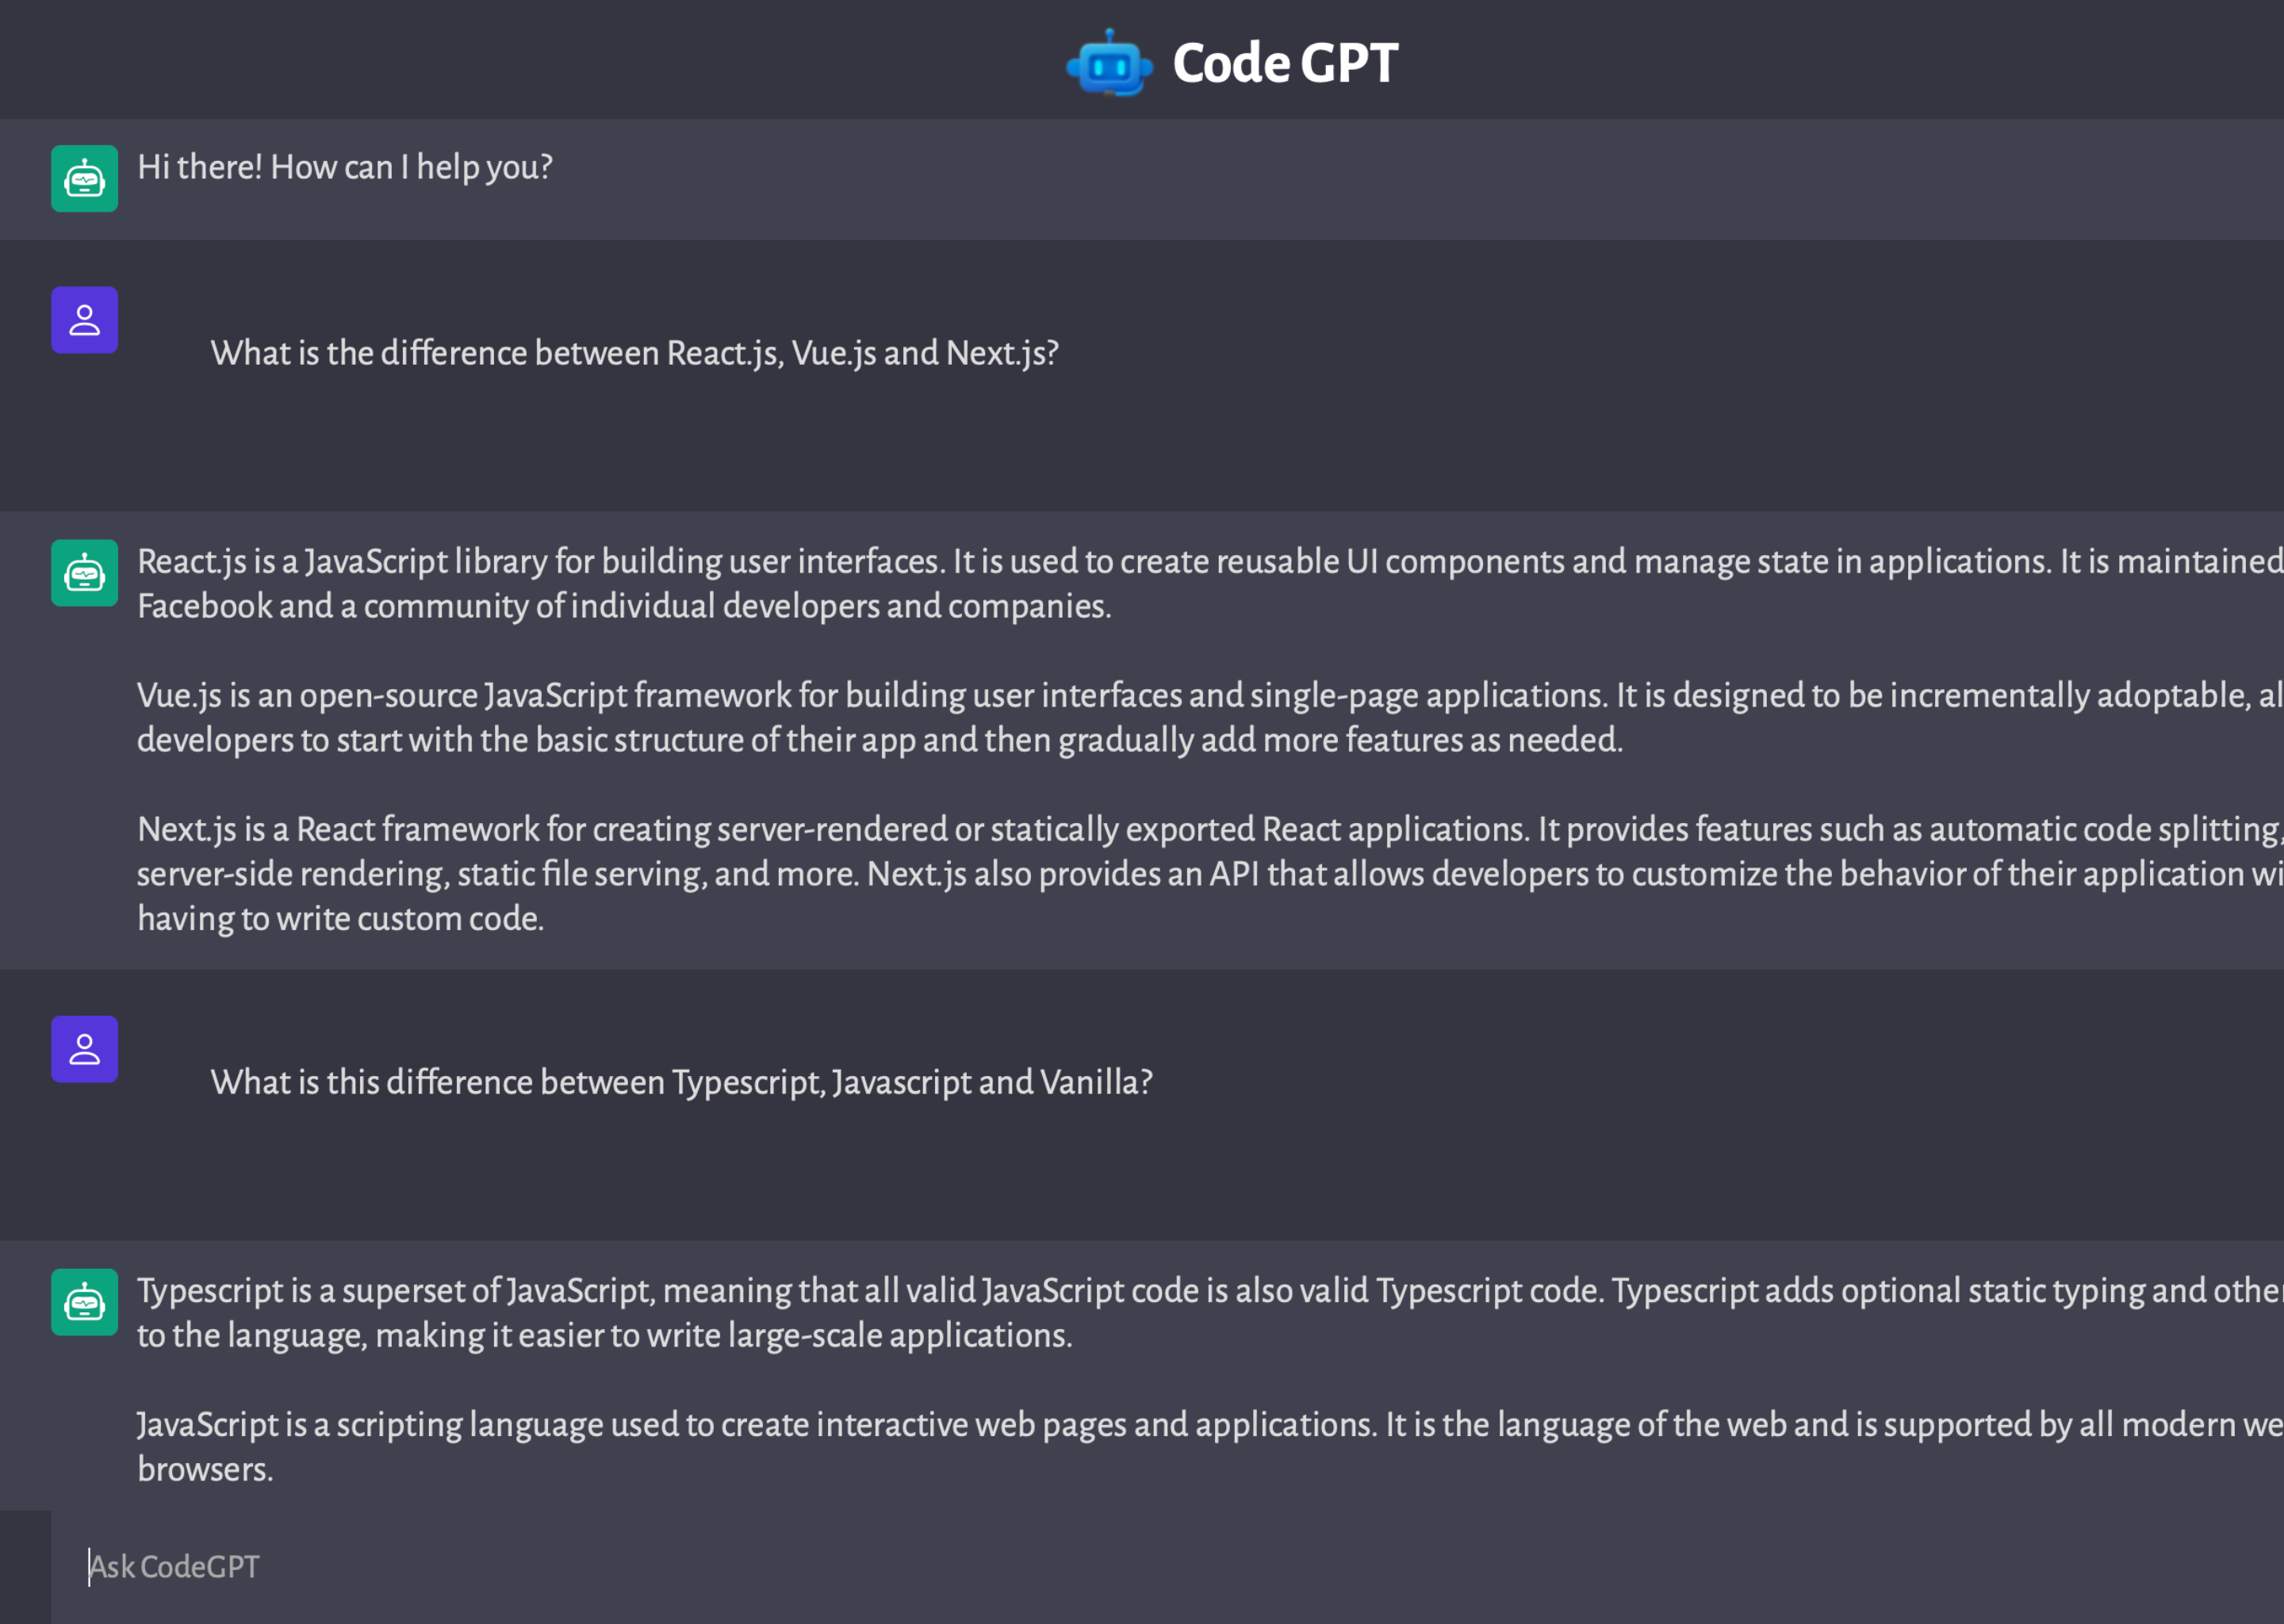 Code GPT
Hi there! How can I help you?
What is the difference between React.js, Vue.js and Next.js?
React.js is a JavaScript library for building user interfaces. It is used to create reusable UI components and manage state in applications. It is maintained
Facebook and a community of individual developers and companies.
Vue.js is an open-source JavaScript framework for building user interfaces and single-page applications. It is designed to be incrementally adoptable,
developers to start with the basic structure of their app and then gradually add more features as needed.
Next.js is a React framework for creating server-rendered or statically exported React applications. It provides features such as automatic code splitting,
server-side rendering, static file serving, and more. Next.js also provides an API that allows developers to customize the behavior of their application
having to write custom code.
What is this difference between Typescript, Javascript and Vanilla?
Typescript is a superset of JavaScript, meaning that all valid JavaScript code is also valid Typescript code. Typescript adds optional static typing and other
to the language, making it easier to write large-scale applications.
JavaScript is a scripting language used to create interactive web pages and applications. It is the language of the web and is supported by all modern
browsers.
Ask CodeGPT